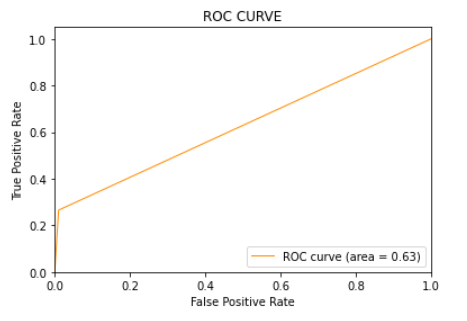 ROC CURVE
1.0
0.8
0.6
0.4
0.2
0.0
True Positive Rate
ROC curve (area = 0.63)
0.0 0.2 0.4 0.6 0.8 1.0
False Positive Rate